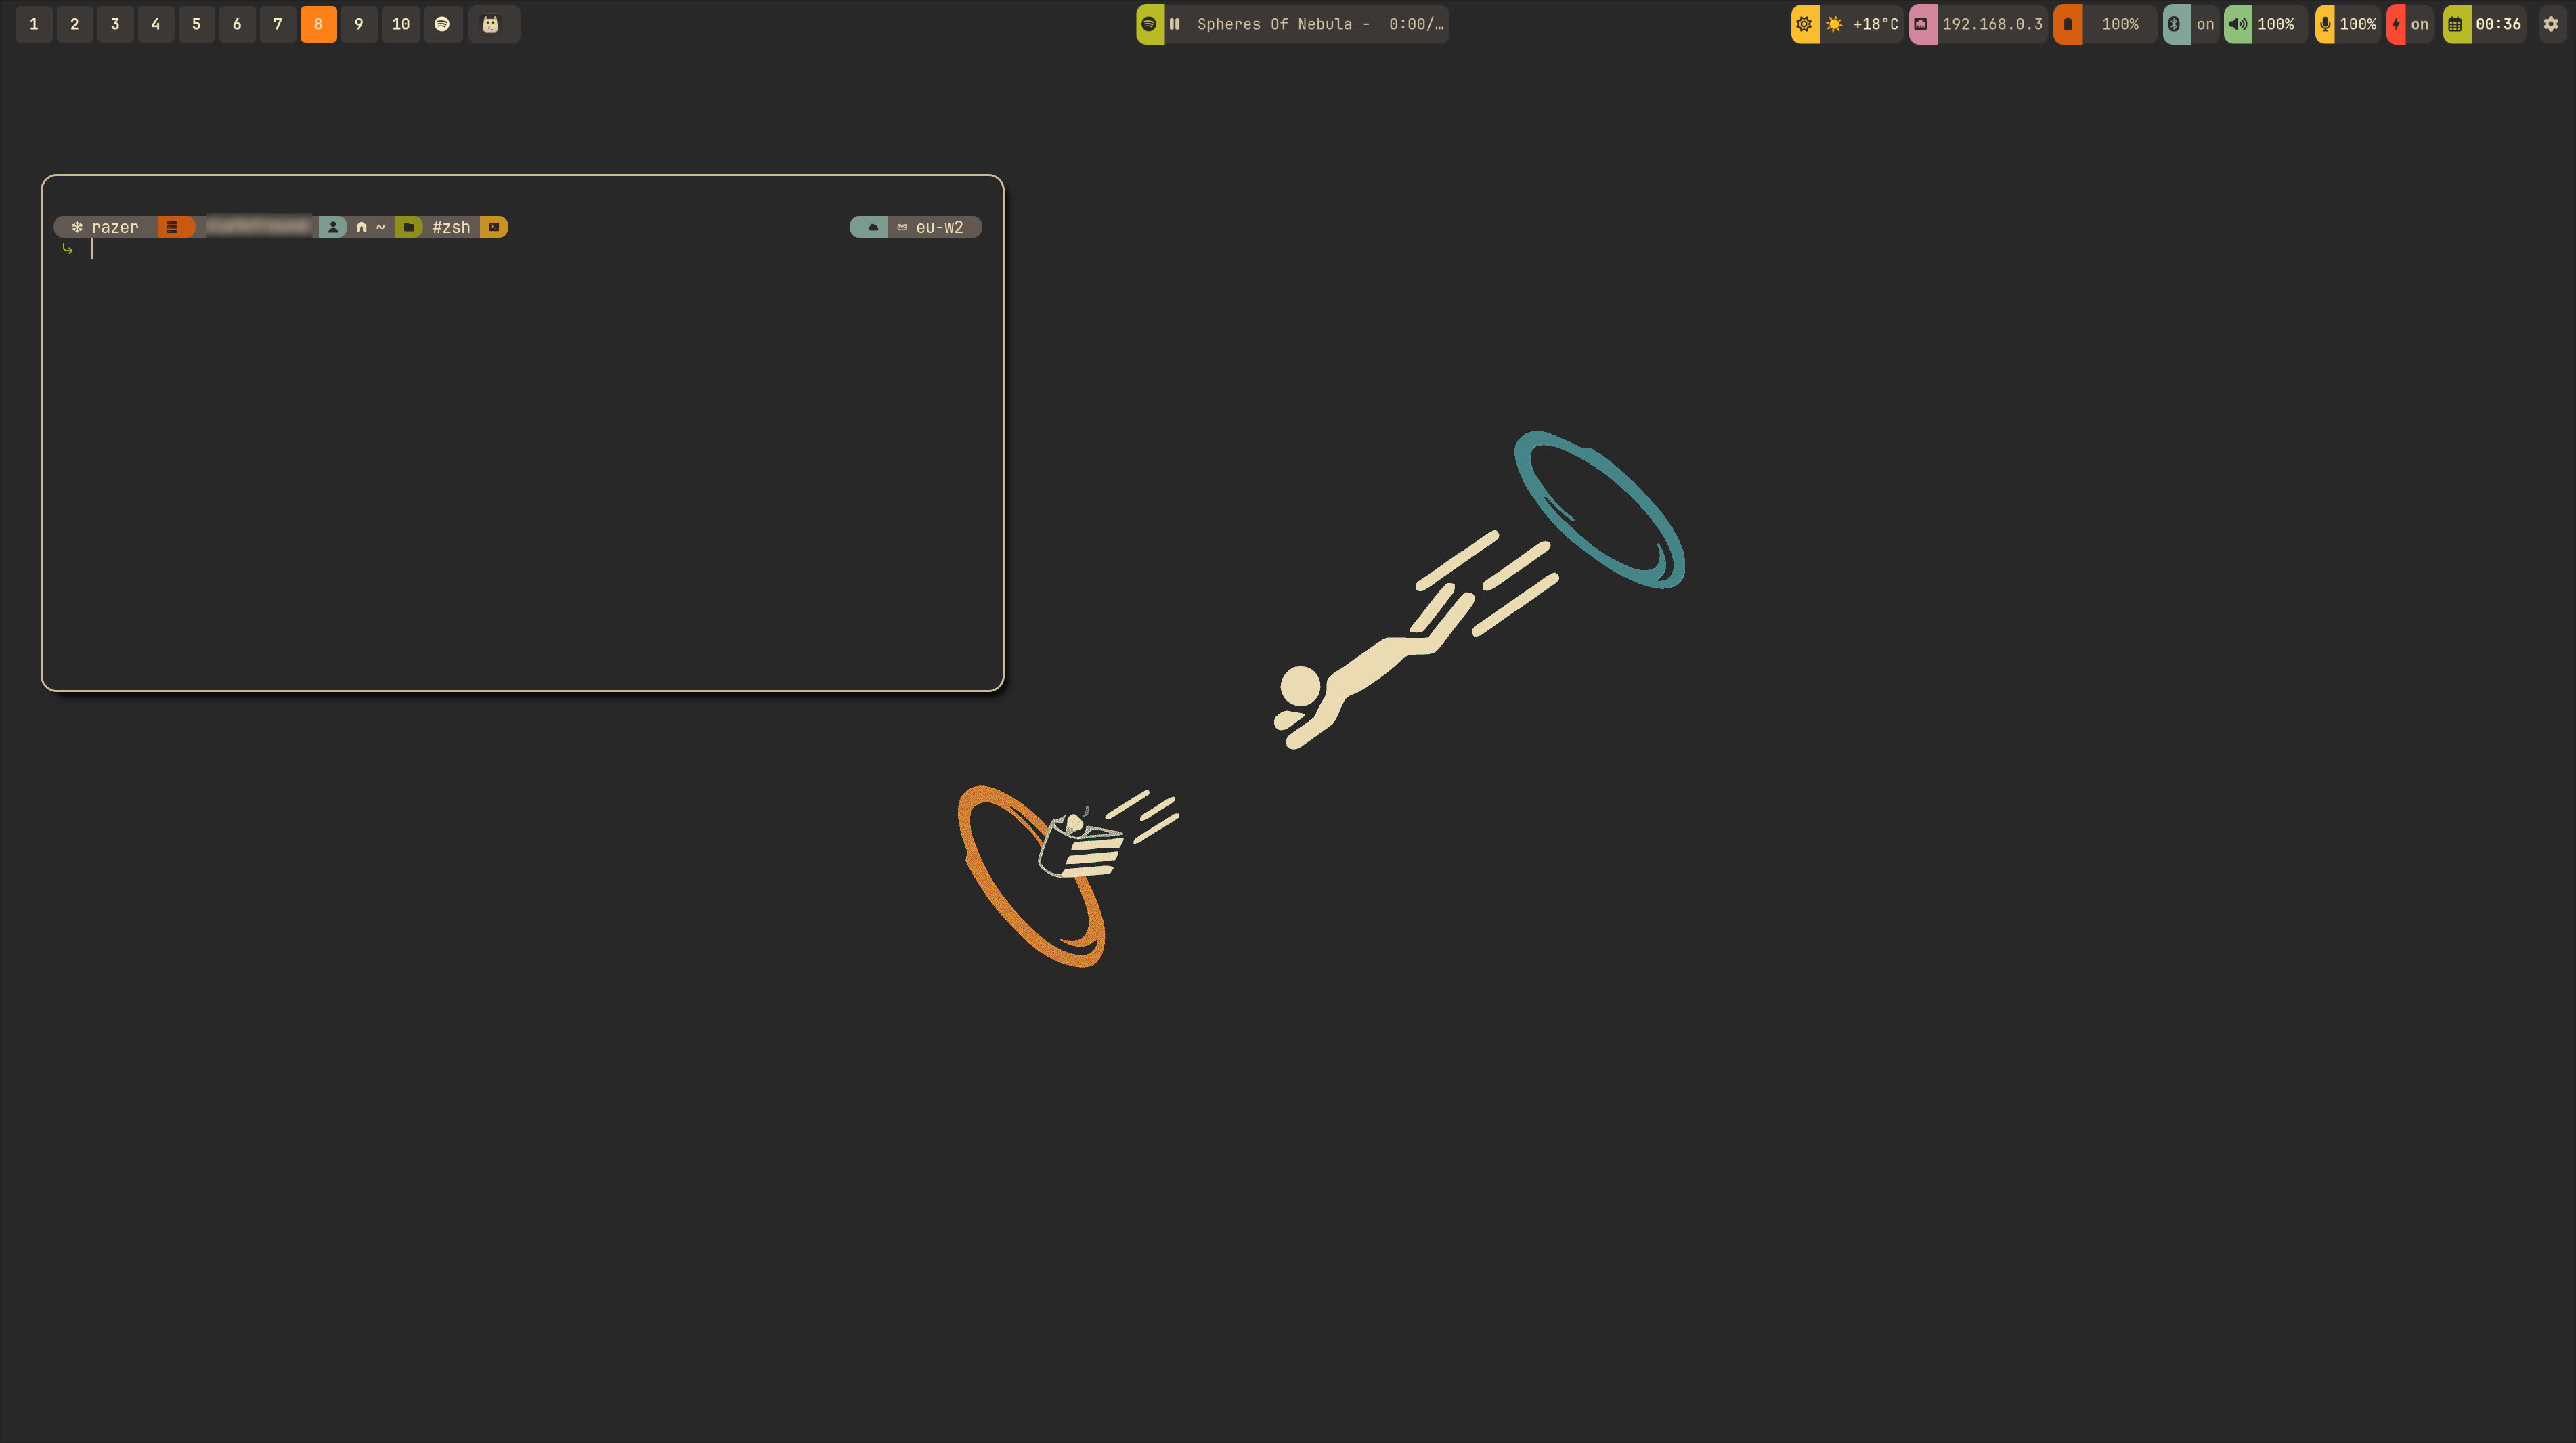 1 2 3 4 5 6 7 8 9 10
Spheres Of Nebula - 0:00/…
+18°C 192.168.0.3 100% on 100% 100% on 00:36
razer ~ #zsh eu-w2